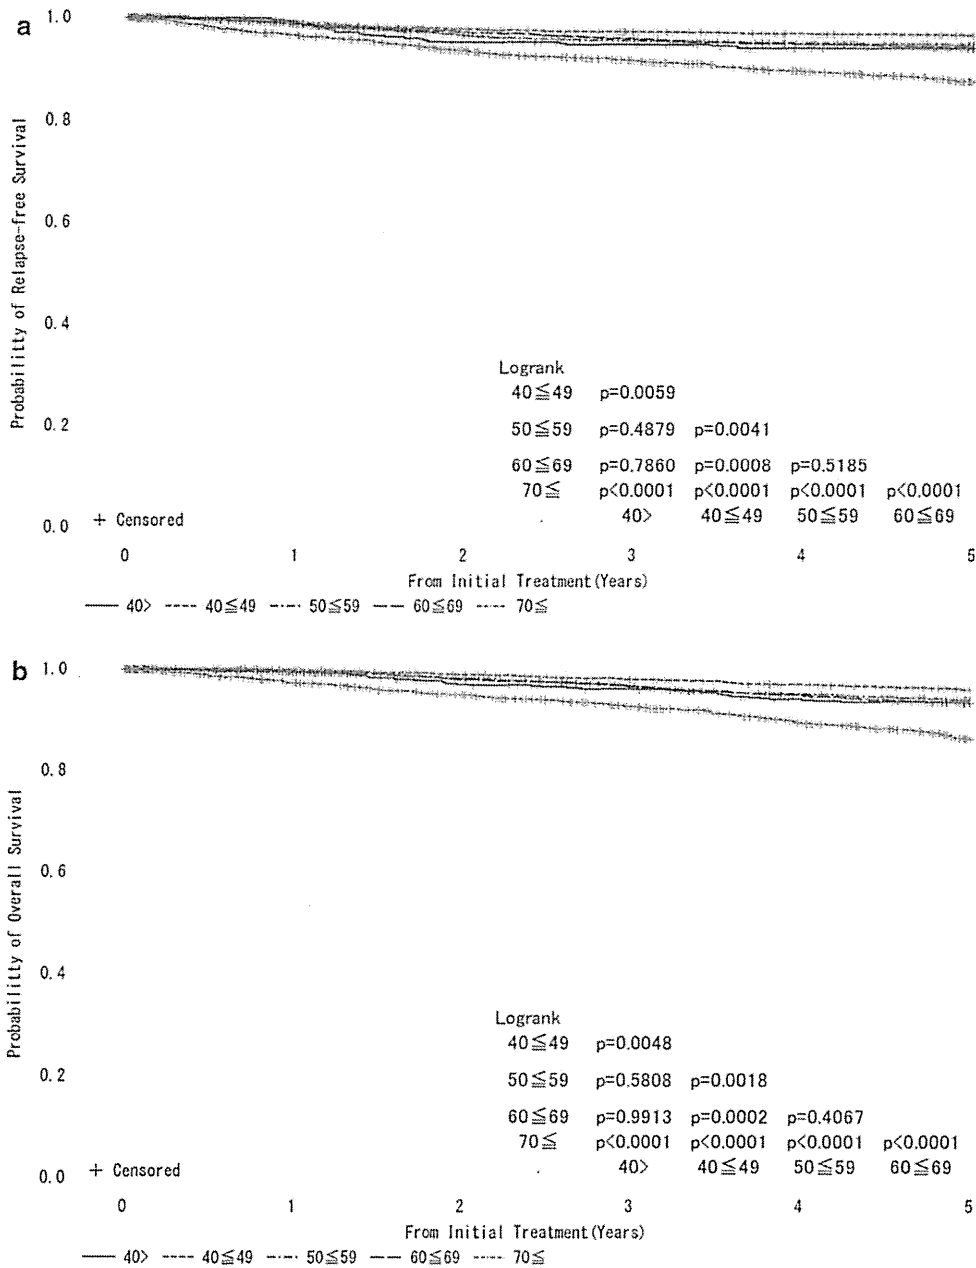 a
1.0
0.8
0.6
0.4
0.2
0.0
Probabilitty of Relapse-free Survival
Logrank
40≦49 p=0.0059
50≦59 p=0.4879 p=0.0041
60≦69 p=0.7860 p=0.0008 p=0.5185
70≦ p<0.0001 p<0.0001 p<0.0001 p<0.0001
40> 40≦49 50≦59 60≦69
+ Censored
0 1 2 3 4 5
From Initial Treatment(Years)
40> 40≦49 50≦59 60≦69 70≦
b
1.0
0.8
0.6
0.4
0.2
0.0
Probabilitty of Overall Survival
Logrank
40≦49 p=0.0048
50≦59 p=0.5808 p=0.0018
60≦69 p=0.9913 p=0.0002 p=0.4067
70≦ p<0.0001 p<0.0001 p<0.0001 p<0.0001
40> 40≦49 50≦59 60≦69
+ Censored
0 1 2 3 4 5
From Initial Treatment(Years)
40> 40≦49 50≦59 60≦69 70≦